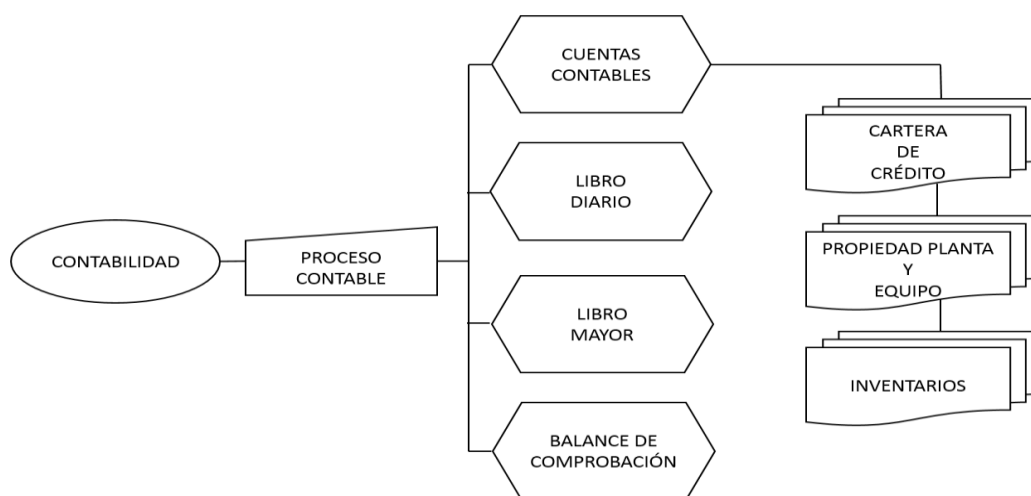 CONTABILIDAD
PROCESO
CONTABLE
CUENTAS
CONTABLES
LIBRO
DIARIO
LIBRO
MAYOR
BALANCE DE
COMPROBACIÓN
CARTERA
DE
CRÉDITO
PROPIEDAD PLANTA
Y
EQUIPO
INVENTARIOS